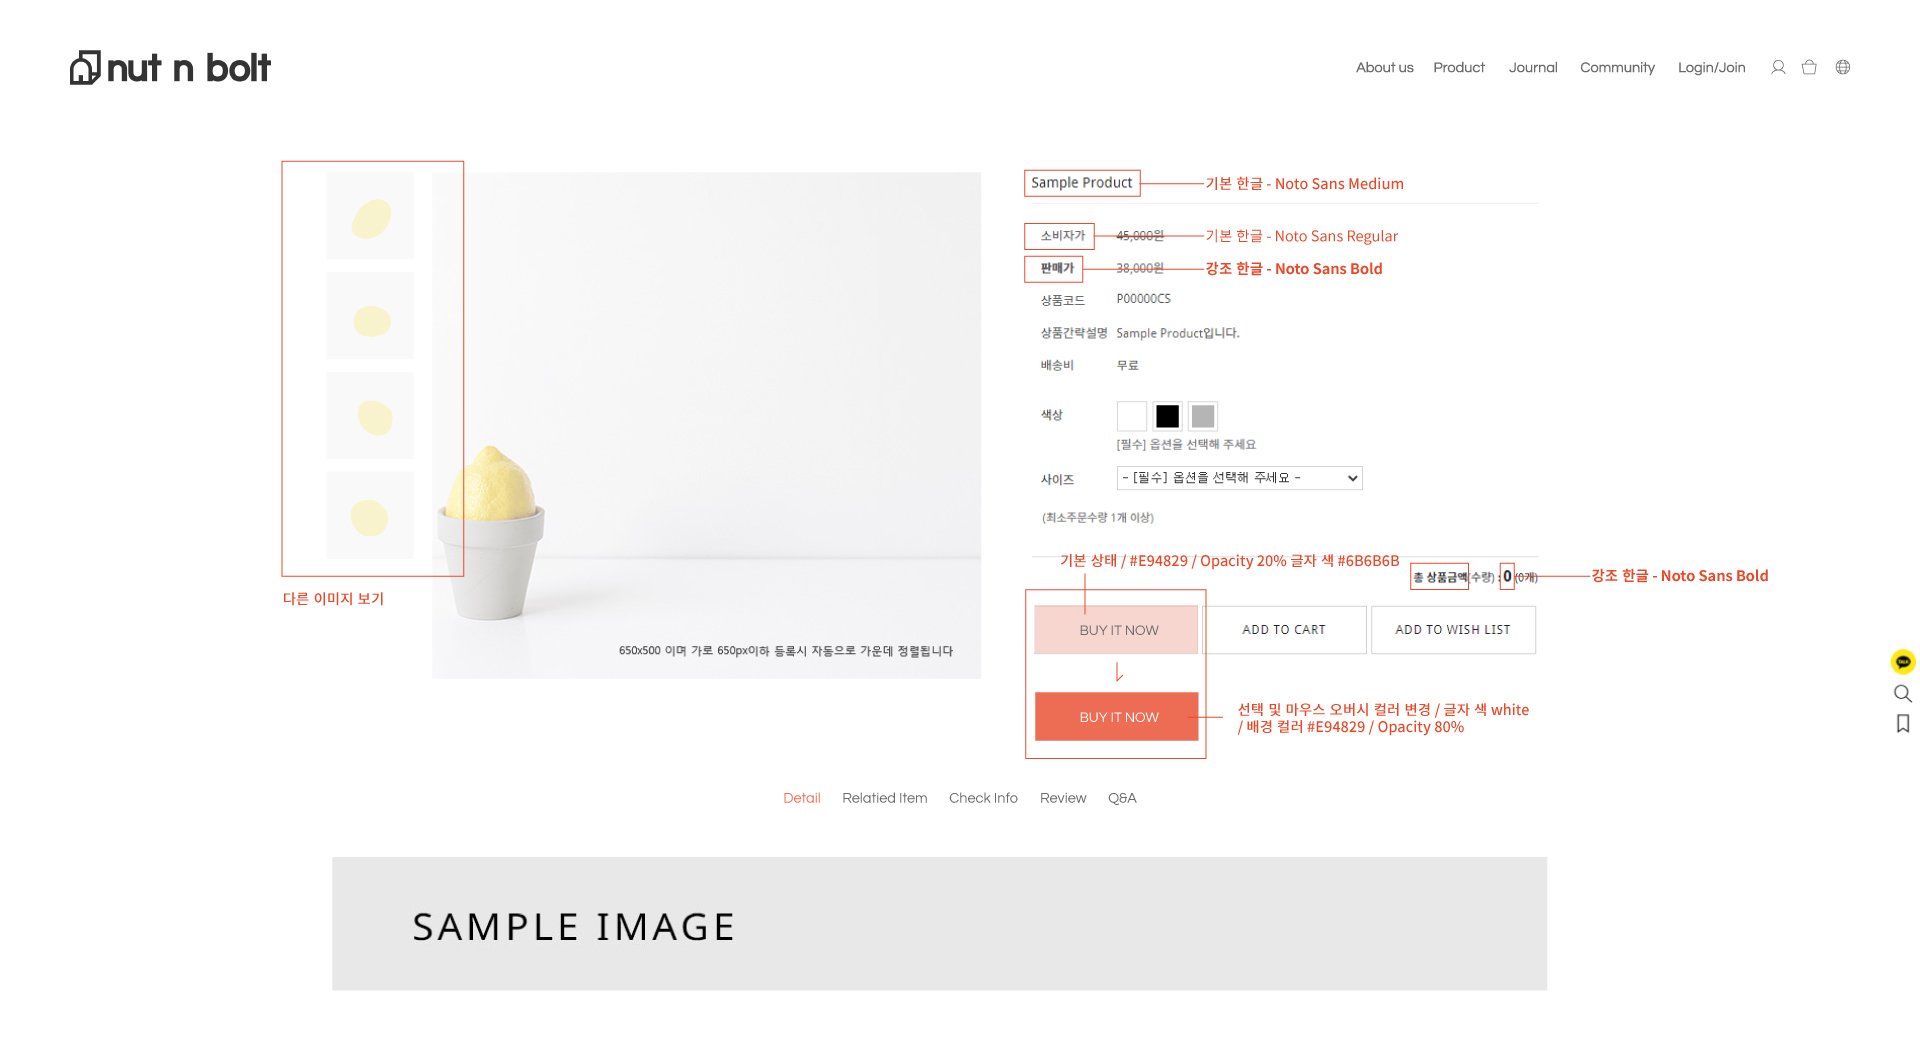 nut n bolt
About us Product Journal Community Login/Join
Sample Product 기본 한글 - Noto Sans Medium
소비자가 45,000원 기본 한글 - Noto Sans Regular
판매가 38,000원 강조 한글 - Noto Sans Bold
상품코드 P00000CS
상품간략설명 Sample Product입니다.
배송비 무료
색상
[필수] 옵션을 선택해 주세요
사이즈 - [필수] 옵션을 선택해 주세요 -
(최소주문수량 1개 이상)
기본 상태 / #E94829 / Opacity 20% 글자 색 #6B6B6B
총 상품금액(수량) : 0 (0개) 강조 한글 - Noto Sans Bold
다른 이미지 보기
650x500 이며 가로 650px이하 등록시 자동으로 가운데 정렬됩니다
BUY IT NOW ADD TO CART ADD TO WISH LIST
TALK
BUY IT NOW
선택 및 마우스 오버시 컬러 변경 / 글자 색 white
/ 배경 컬러 #E94829 / Opacity 80%
Detail Relatied Item Check Info Review Q&A
SAMPLE IMAGE